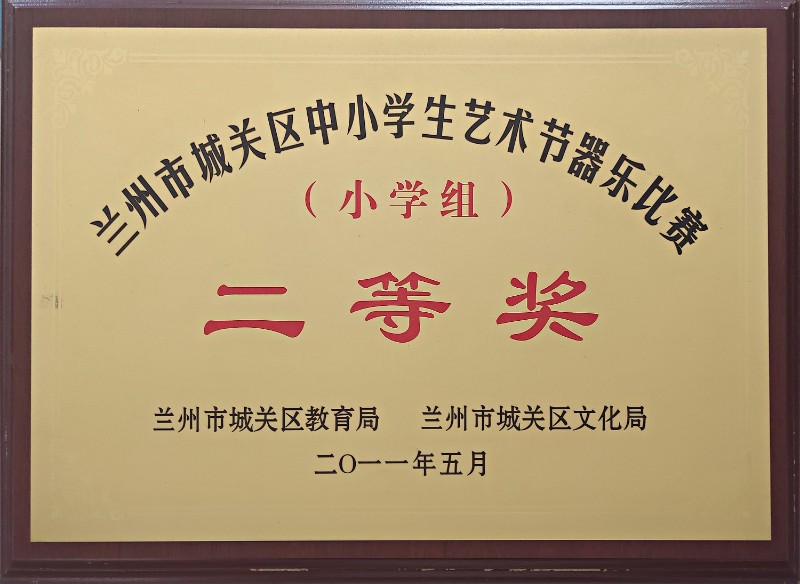 兰州市城关区中小学生艺术节器乐比赛
（小学组）
二等奖
兰州市城关区教育局 兰州市城关区文化局
二〇一一年五月